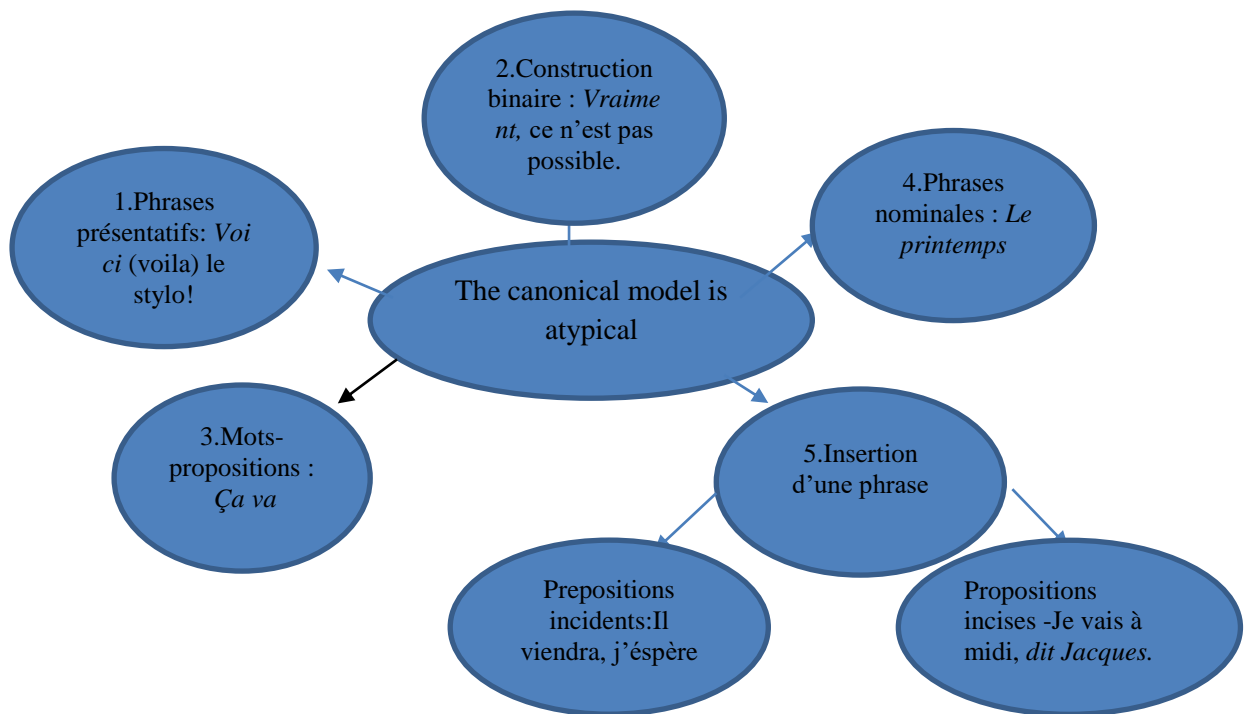 2.Construction
binaire : Vraime
nt, ce n’est pas
possible.
1.Phrases
présentatifs: Voi
ci (voila) le
stylo!
4.Phrases
nominales : Le
printemps
The canonical model is
atypical
3.Mots-
propositions :
Ça va
5.Insertion
d’une phrase
Prepositions
incidents:Il
viendra, j’éspère
Propositions
incises -Je vais à
midi, dit Jacques.